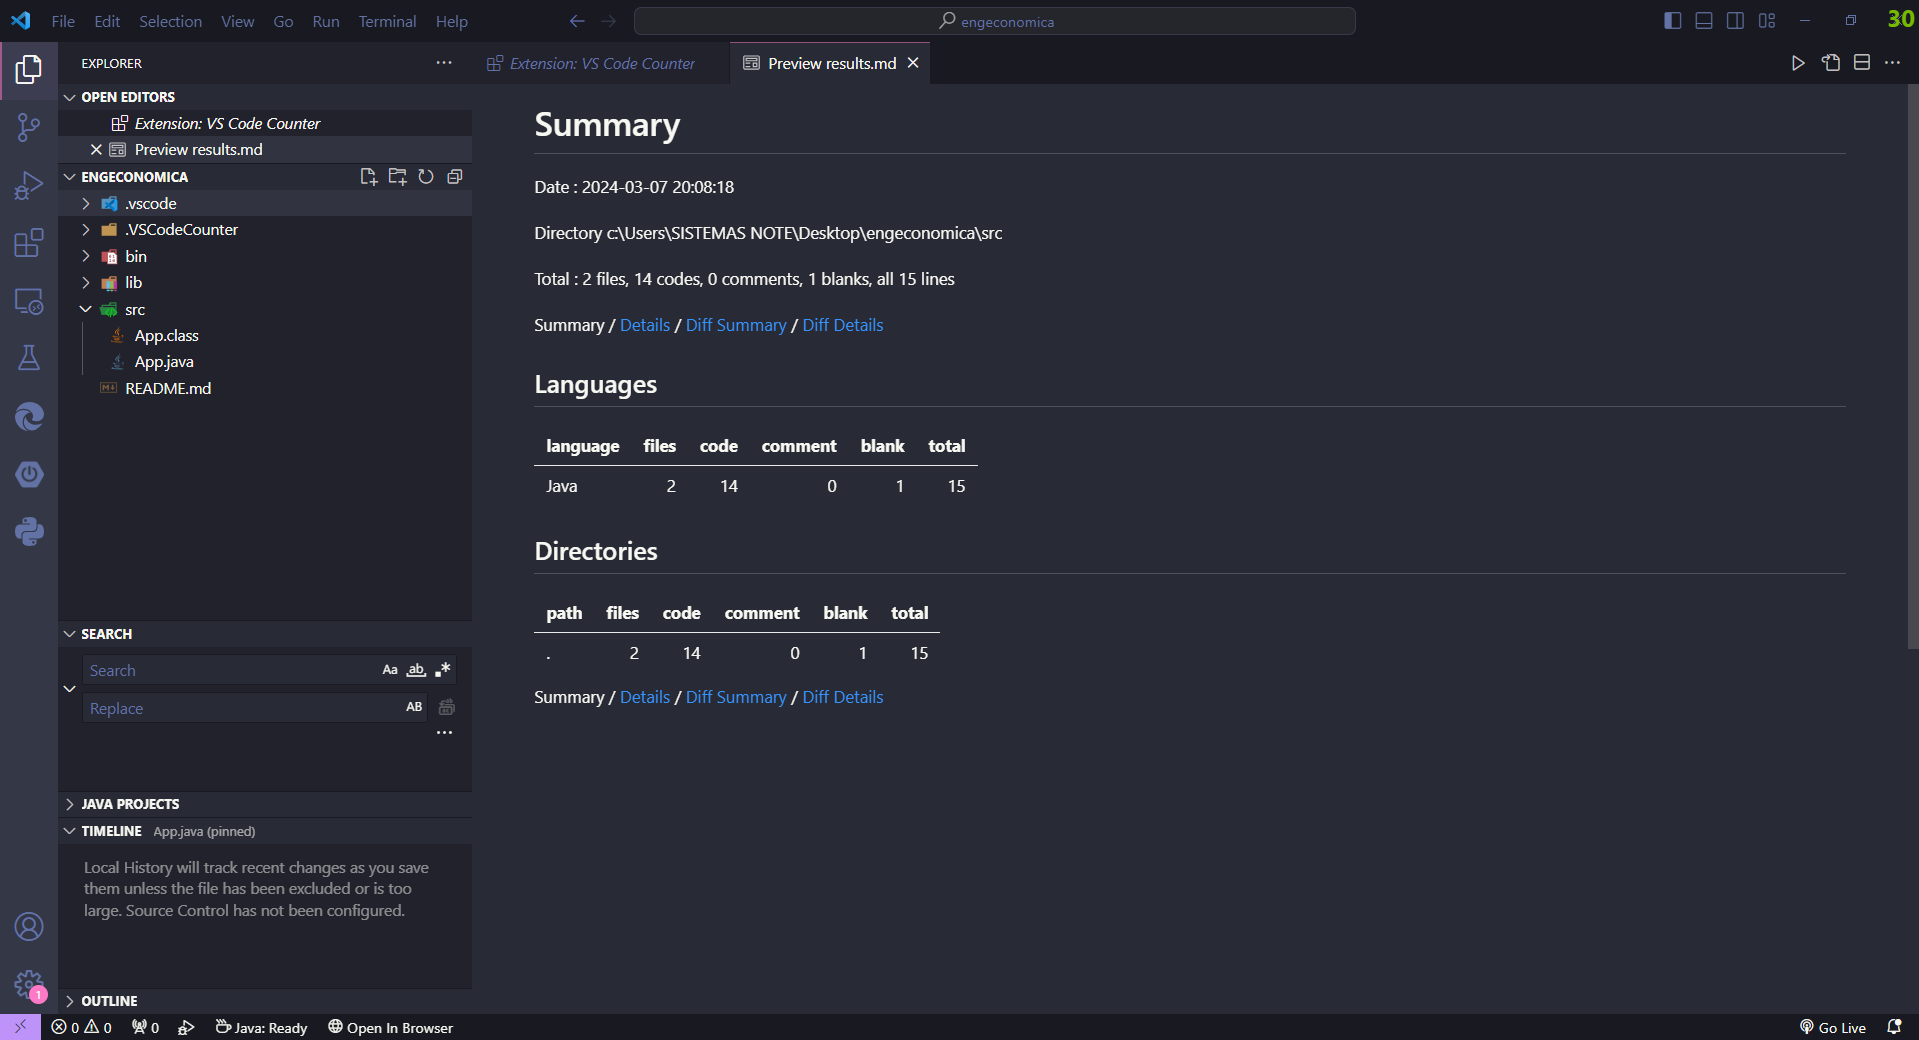 File Edit Selection View Go Run Terminal Help
engeconomica
30
EXPLORER
Extension: VS Code Counter
Preview results.md
OPEN EDITORS
Extension: VS Code Counter
Preview results.md
ENGECONOMICA
.vscode
.VSCodeCounter
bin
lib
src
App.class
App.java
README.md
SEARCH
Search
Aa ab
Replace
AB
JAVA PROJECTS
TIMELINE App.java (pinned)
Local History will track recent changes as you save
them unless the file has been excluded or is too
large. Source Control has not been configured.
OUTLINE
Summary
Date : 2024-03-07 20:08:18
Directory c:\Users\SISTEMAS NOTE\Desktop\engeconomica\src
Total : 2 files, 14 codes, 0 comments, 1 blanks, all 15 lines
Summary / Details / Diff Summary / Diff Details
Languages
language files code comment blank total
Java 2 14 0 1 15
Directories
path files code comment blank total
. 2 14 0 1 15
Summary / Details / Diff Summary / Diff Details
1
0 0 0 Java: Ready Open In Browser
Go Live